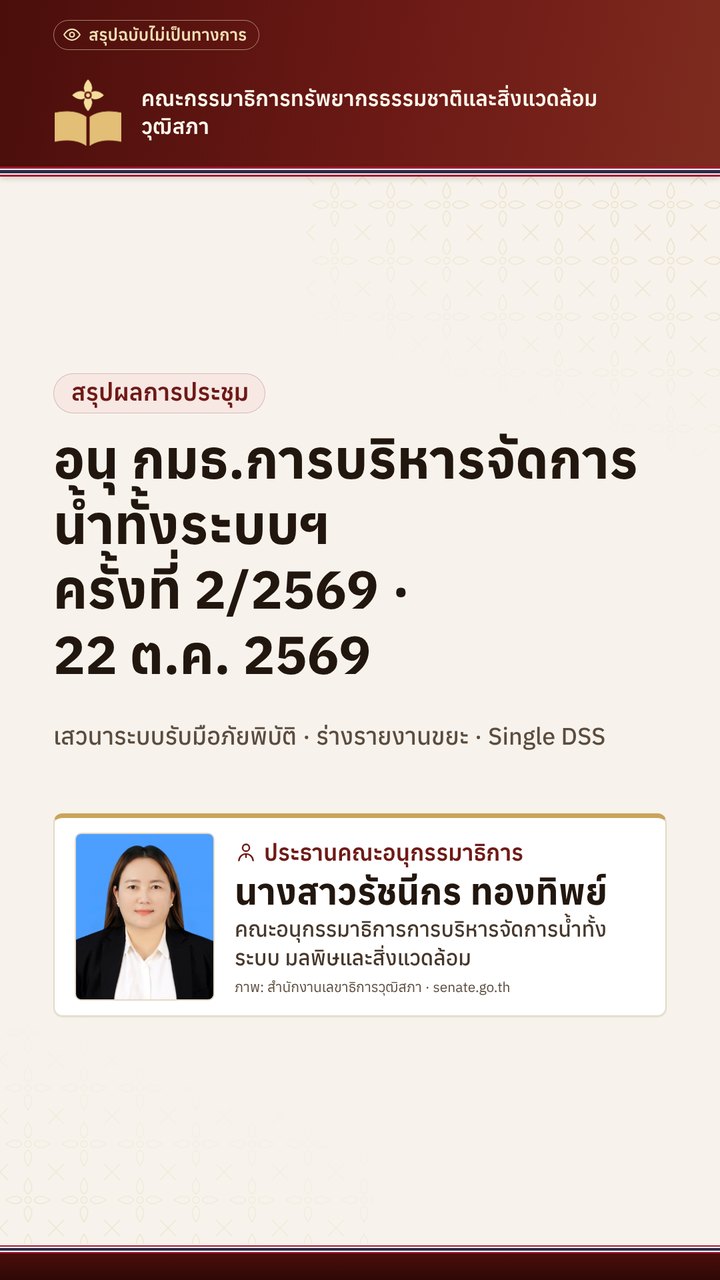 สรุปฉบับไม่เป็นทางการ
คณะกรรมาธิการทรัพยากรธรรมชาติและสิ่งแวดล้อม
วุฒิสภา
สรุปผลการประชุม
อนุ กมธ.การบริหารจัดการ
น้ำทั้งระบบฯ
ครั้งที่ 2/2569 ·
22 ต.ค. 2569
เสวนาระบบรับมือภัยพิบัติ · ร่างรายงานขยะ · Single DSS
ประธานคณะอนุกรรมาธิการ
นางสาวรัชนีกร ทองทิพย์
คณะอนุกรรมาธิการการบริหารจัดการน้ำทั้ง
ระบบ มลพิษและสิ่งแวดล้อม
ภาพ: สำนักงานเลขาธิการวุฒิสภา · senate.go.th